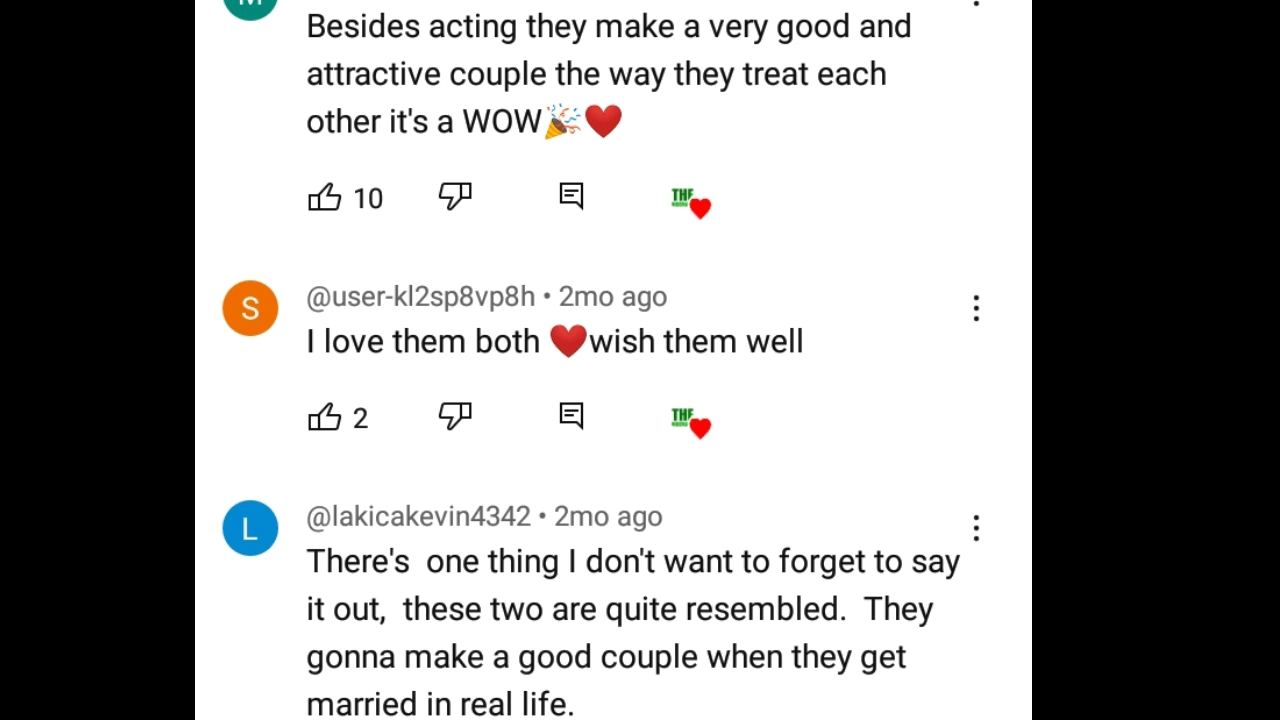 Besides acting they make a very good and
attractive couple the way they treat each
other it's a WOW🎉❤️
10
THE
S
@user-kl2sp8vp8h • 2mo ago
I love them both ❤️wish them well
2
THE
L
@lakicakevin4342 • 2mo ago
There's  one thing I don't want to forget to say
it out,  these two are quite resembled.  They
gonna make a good couple when they get
married in real life.